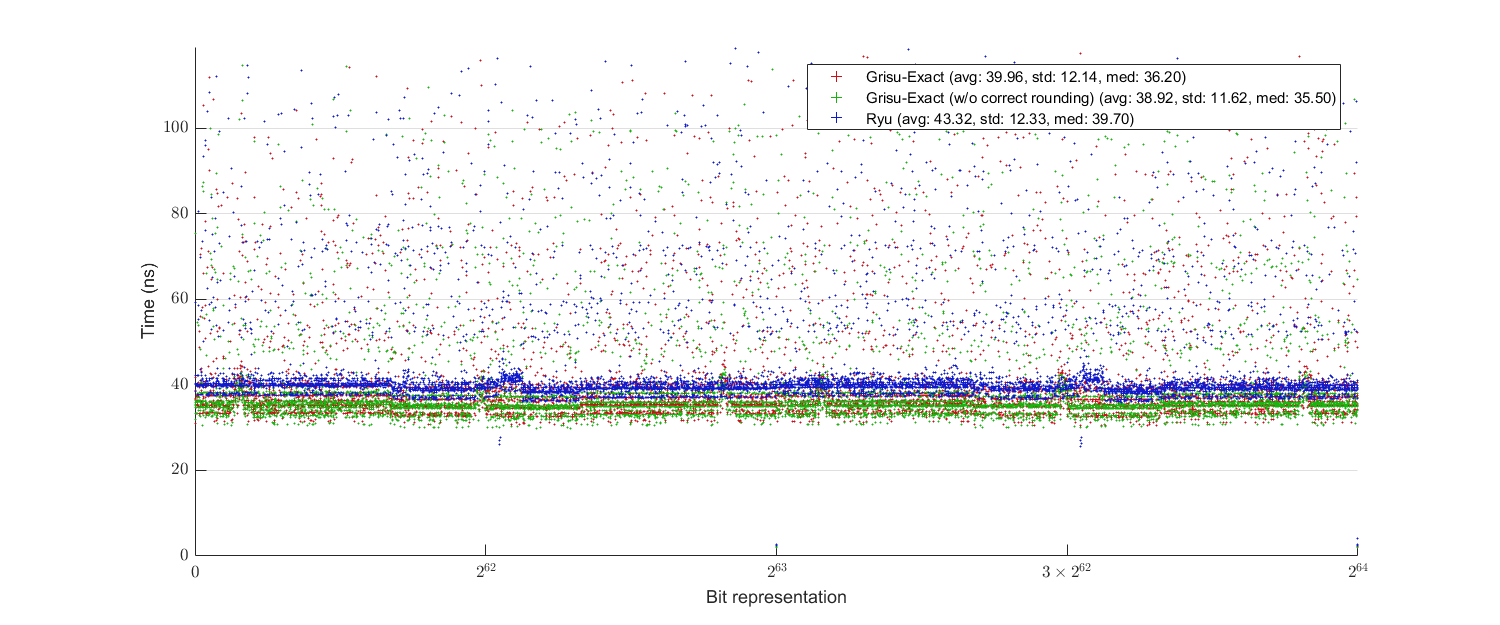 Grisu-Exact (avg: 39.96, std: 12.14, med: 36.20)
Grisu-Exact (w/o correct rounding) (avg: 38.92, std: 11.62, med: 35.50)
Ryu (avg: 43.32, std: 12.33, med: 39.70)
Time (ns)
100
80
60
40
20
0
0 2^62 2^63 3 × 2^62 2^64
Bit representation